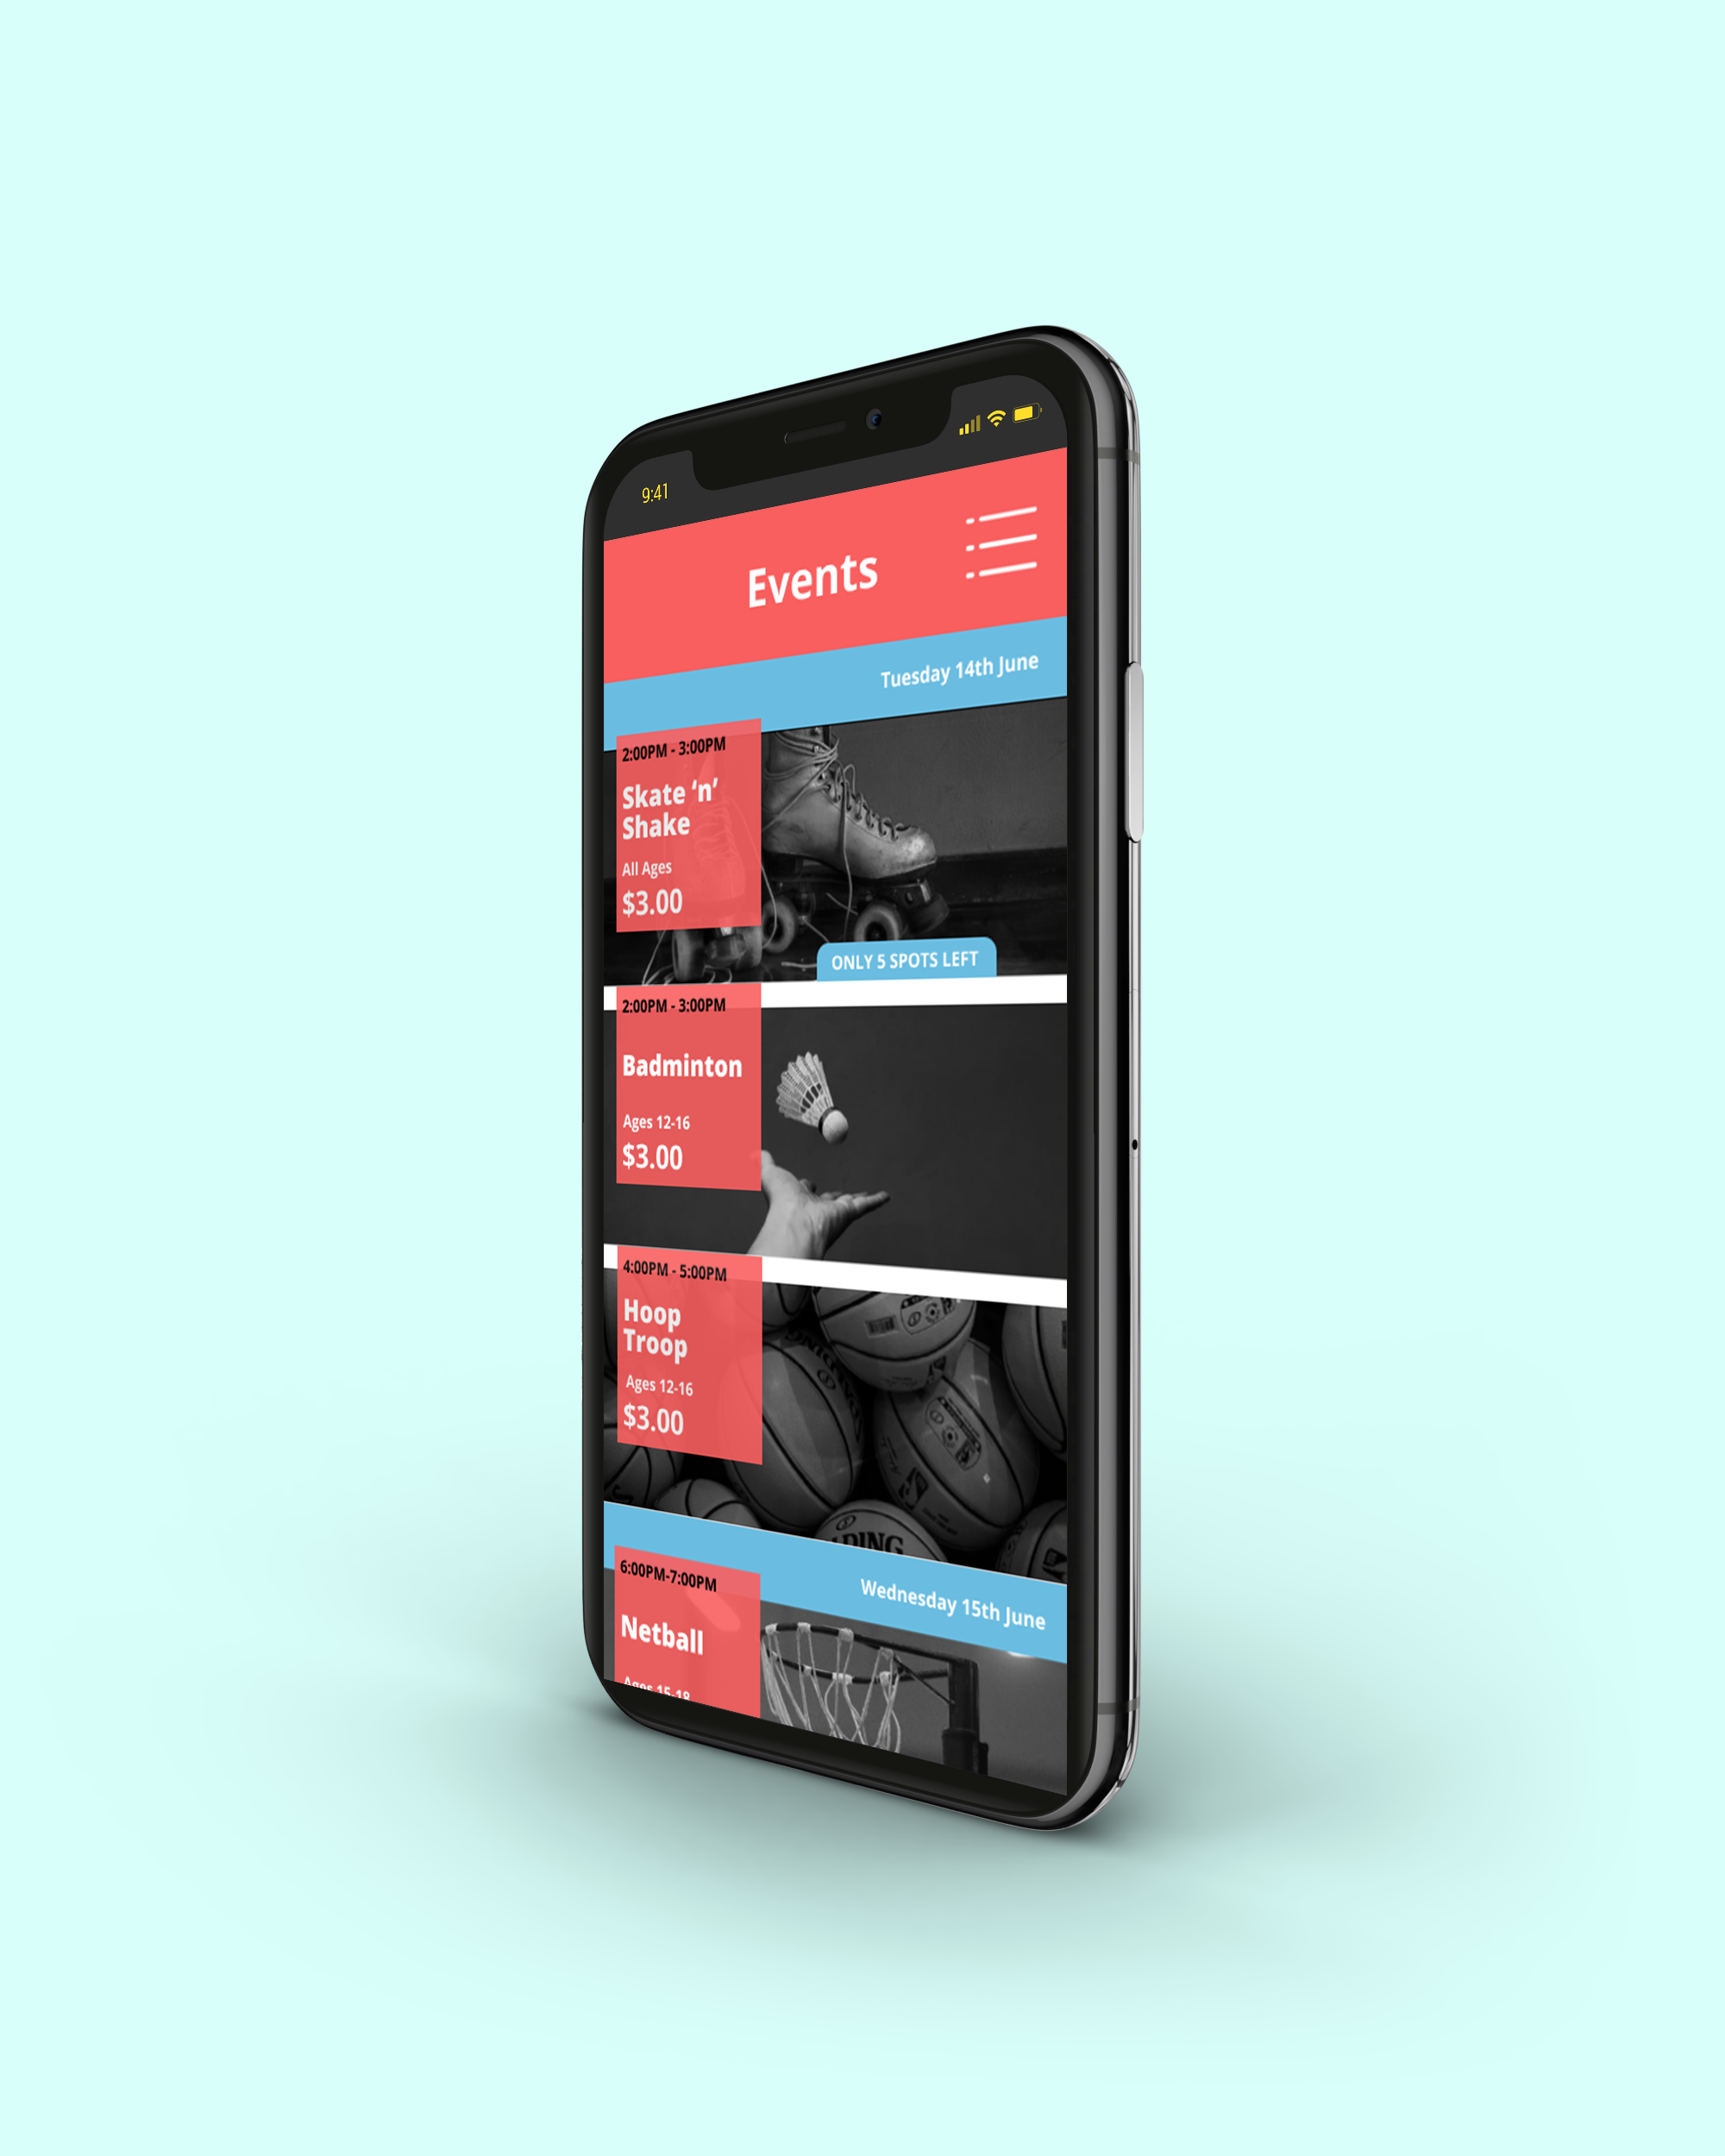 9:41
Events
Tuesday 14th June
2:00PM - 3:00PM
Skate ‘n’
Shake
All Ages
$3.00
ONLY 5 SPOTS LEFT
2:00PM - 3:00PM
Badminton
Ages 12-16
$3.00
4:00PM - 5:00PM
Hoop
Troop
Ages 12-16
$3.00
Wednesday 15th June
6:00PM-7:00PM
Netball
Ages 15-18